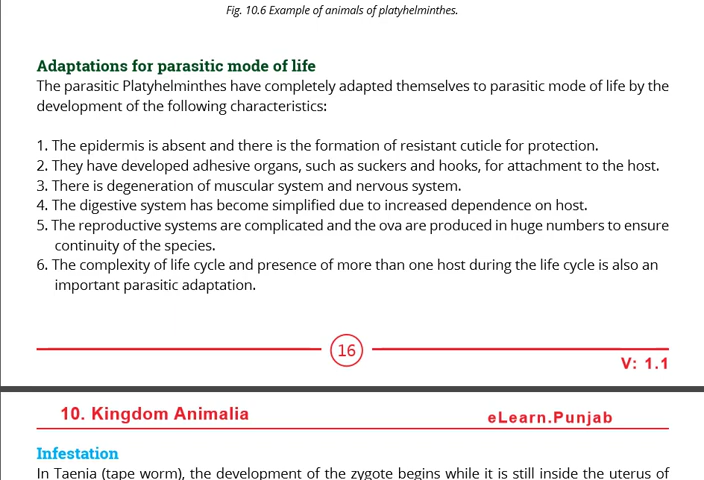 Fig. 10.6 Example of animals of platyhelminthes.
Adaptations for parasitic mode of life
The parasitic Platyhelminthes have completely adapted themselves to parasitic mode of life by the
development of the following characteristics:
1. The epidermis is absent and there is the formation of resistant cuticle for protection.
2. They have developed adhesive organs, such as suckers and hooks, for attachment to the host.
3. There is degeneration of muscular system and nervous system.
4. The digestive system has become simplified due to increased dependence on host.
5. The reproductive systems are complicated and the ova are produced in huge numbers to ensure
continuity of the species.
6. The complexity of life cycle and presence of more than one host during the life cycle is also an
important parasitic adaptation.
16
V: 1.1
10. Kingdom Animalia
eLearn.Punjab
Infestation
In Taenia (tape worm), the development of the zygote begins while it is still inside the uterus of